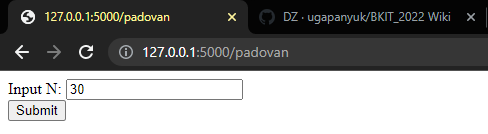 127.0.0.1:5000/padovan
DZ · ugapanyuk/BKIT_2022 Wiki
127.0.0.1:5000/padovan
Input N: 30
Submit